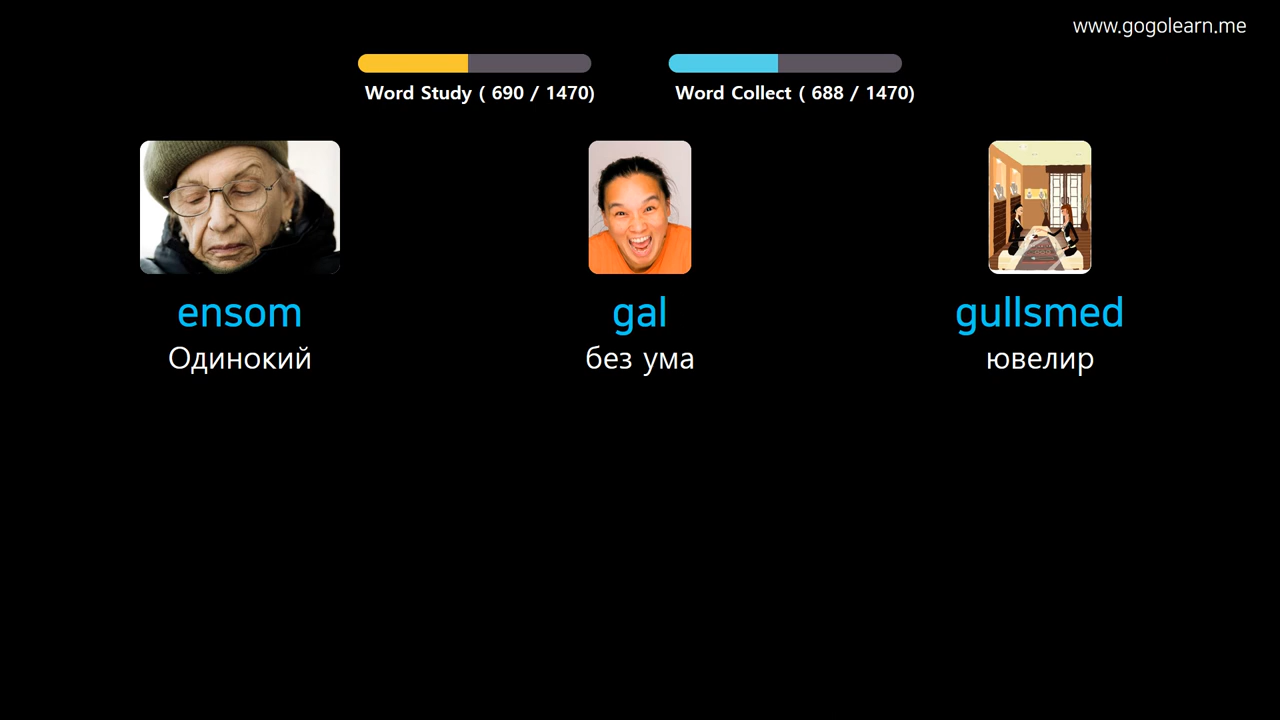 www.gogolearn.me
Word Study ( 690 / 1470)
Word Collect ( 688 / 1470)
ensom
gal
gullsmed
Одинокий
без ума
ювелир